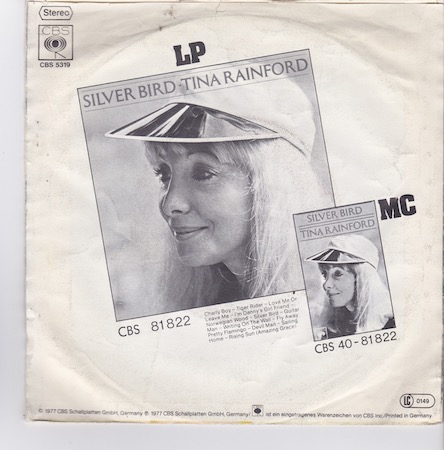 Stereo
CBS
CBS 5319
LP
SILVER BIRD · TINA RAINFORD
MC
SILVER BIRD
TINA RAINFORD
CBS 81822
Charly Boy – Tiger Rider – Love Me Or
Leave Me – I'm Danny's Girl Friend –
Norwegian Wood – Silver Bird – Guitar
Man – Writing On The Wall – Fly Away
Pretty Flamingo – Devil Man – Sailing
Home – Rising Sun (Amazing Grace)
CBS 40-81822
© 1977 CBS Schallplatten GmbH, Germany ℗ 1977 CBS Schallplatten GmbH, Germany/ ist ein eingetragenes Warenzeichen von CBS Inc./Printed in Germany
LC 0149